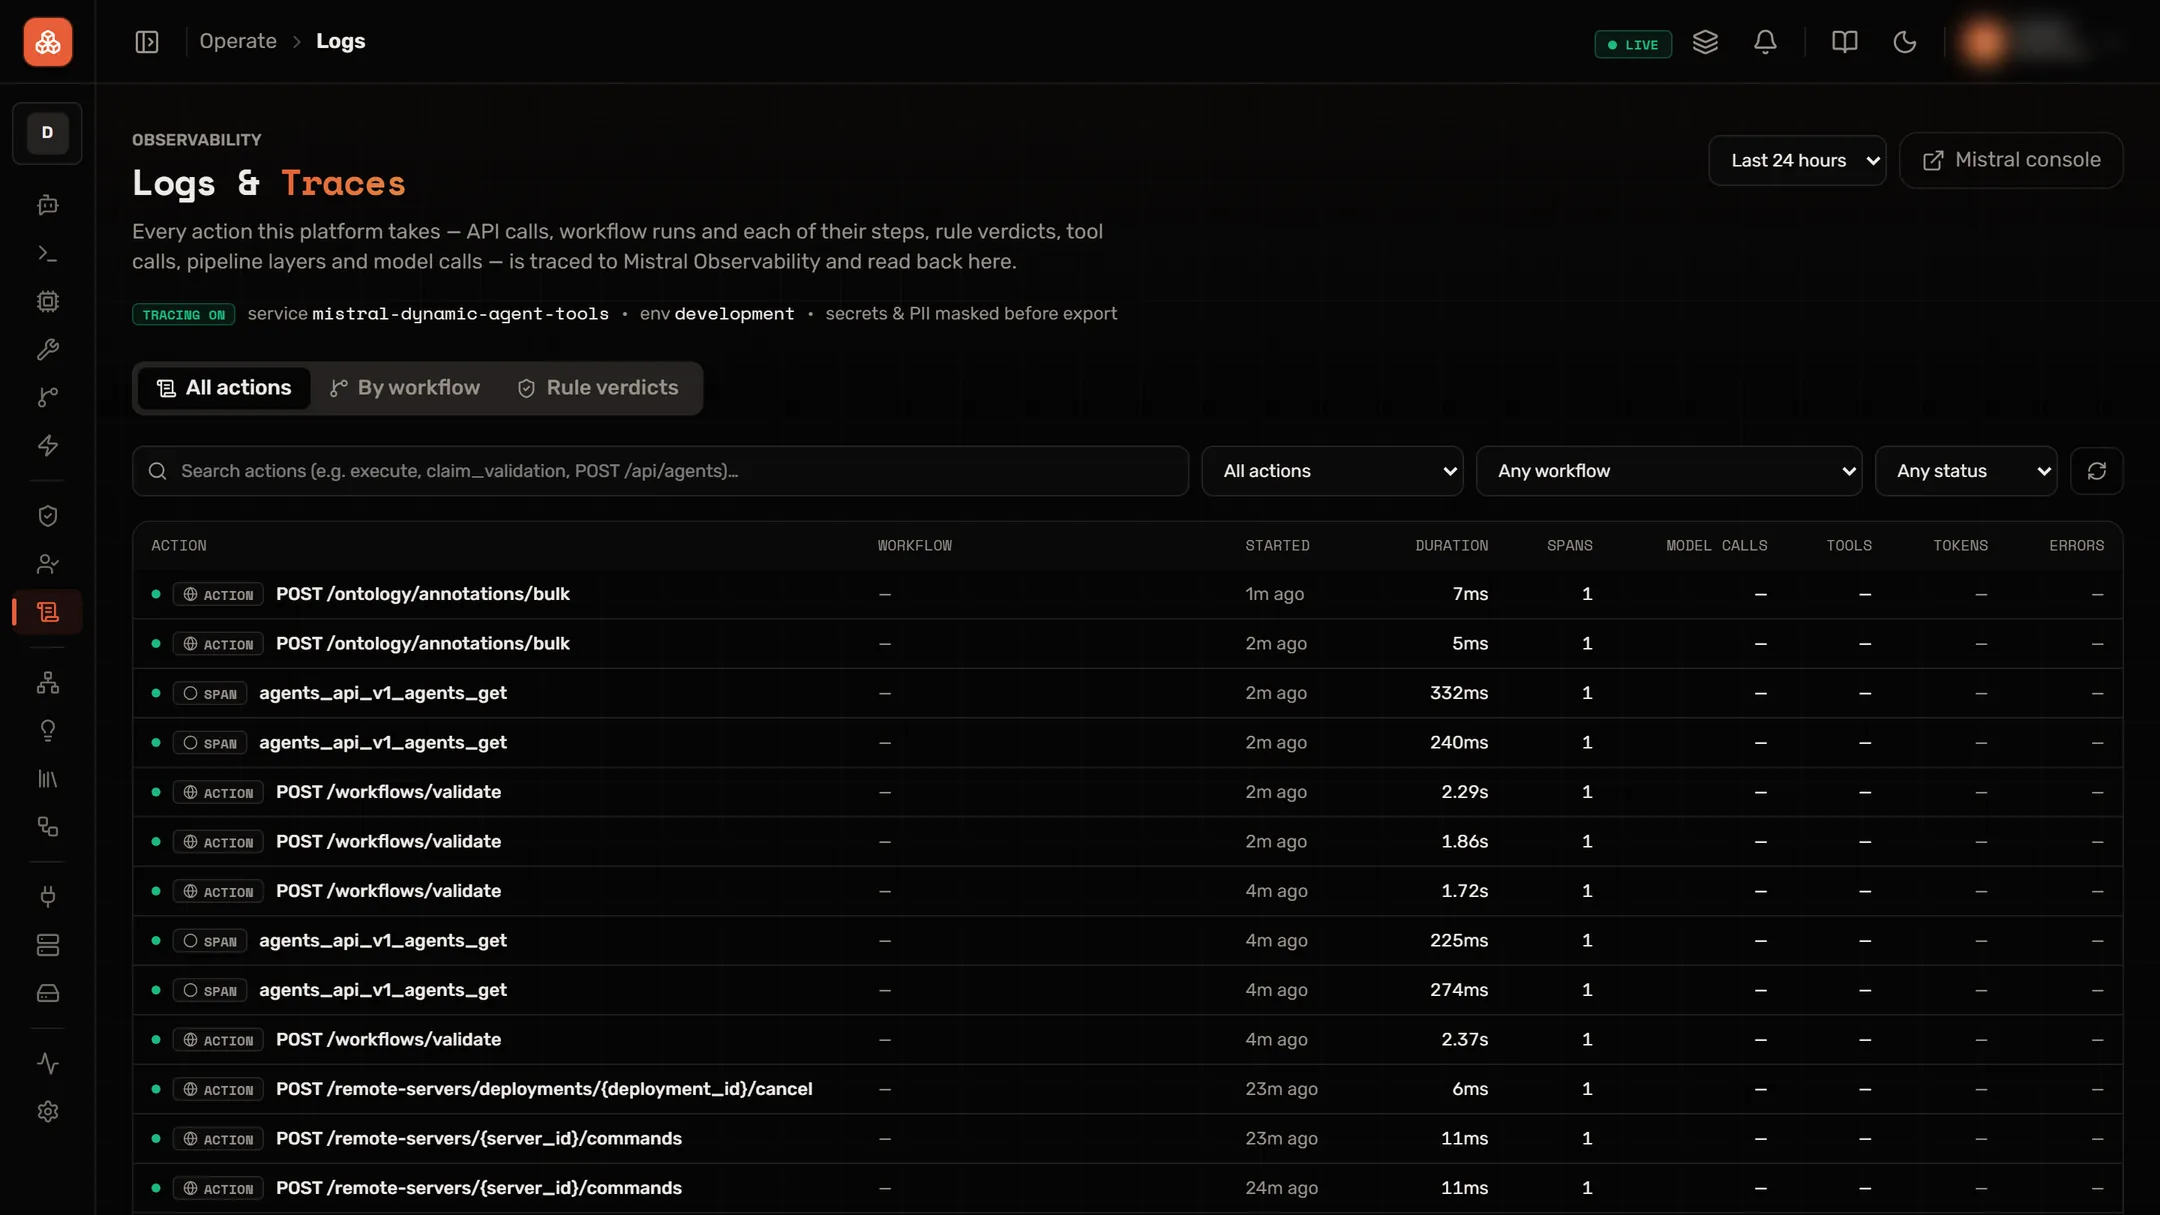 Operate > Logs
LIVE
D
OBSERVABILITY
Logs & Traces
Last 24 hours
Mistral console
Every action this platform takes — API calls, workflow runs and each of their steps, rule verdicts, tool
calls, pipeline layers and model calls — is traced to Mistral Observability and read back here.
TRACING ON service mistral-dynamic-agent-tools • env development • secrets & PII masked before export
All actions By workflow Rule verdicts
Search actions (e.g. execute, claim_validation, POST /api/agents)... All actions Any workflow Any status
ACTION WORKFLOW STARTED DURATION SPANS MODEL CALLS TOOLS TOKENS ERRORS
ACTION POST /ontology/annotations/bulk — 1m ago 7ms 1 — — — —
ACTION POST /ontology/annotations/bulk — 2m ago 5ms 1 — — — —
SPAN agents_api_v1_agents_get — 2m ago 332ms 1 — — — —
SPAN agents_api_v1_agents_get — 2m ago 240ms 1 — — — —
ACTION POST /workflows/validate — 2m ago 2.29s 1 — — — —
ACTION POST /workflows/validate — 2m ago 1.86s 1 — — — —
ACTION POST /workflows/validate — 4m ago 1.72s 1 — — — —
SPAN agents_api_v1_agents_get — 4m ago 225ms 1 — — — —
SPAN agents_api_v1_agents_get — 4m ago 274ms 1 — — — —
ACTION POST /workflows/validate — 4m ago 2.37s 1 — — — —
ACTION POST /remote-servers/deployments/{deployment_id}/cancel — 23m ago 6ms 1 — — — —
ACTION POST /remote-servers/{server_id}/commands — 23m ago 11ms 1 — — — —
ACTION POST /remote-servers/{server_id}/commands — 24m ago 11ms 1 — — — —